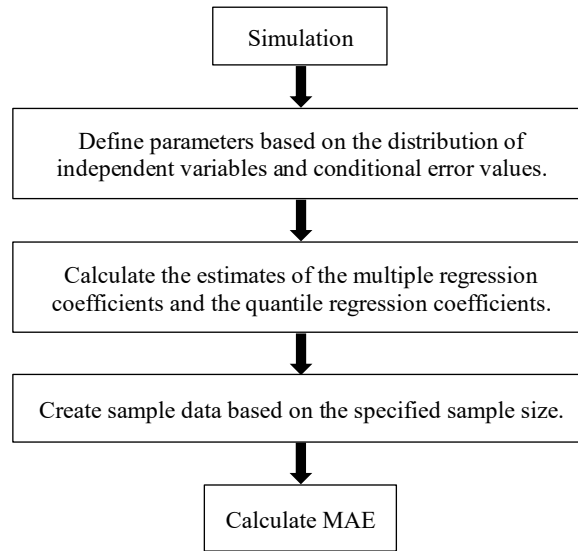 Simulation
Define parameters based on the distribution of
independent variables and conditional error values.
Calculate the estimates of the multiple regression
coefficients and the quantile regression coefficients.
Create sample data based on the specified sample size.
Calculate MAE